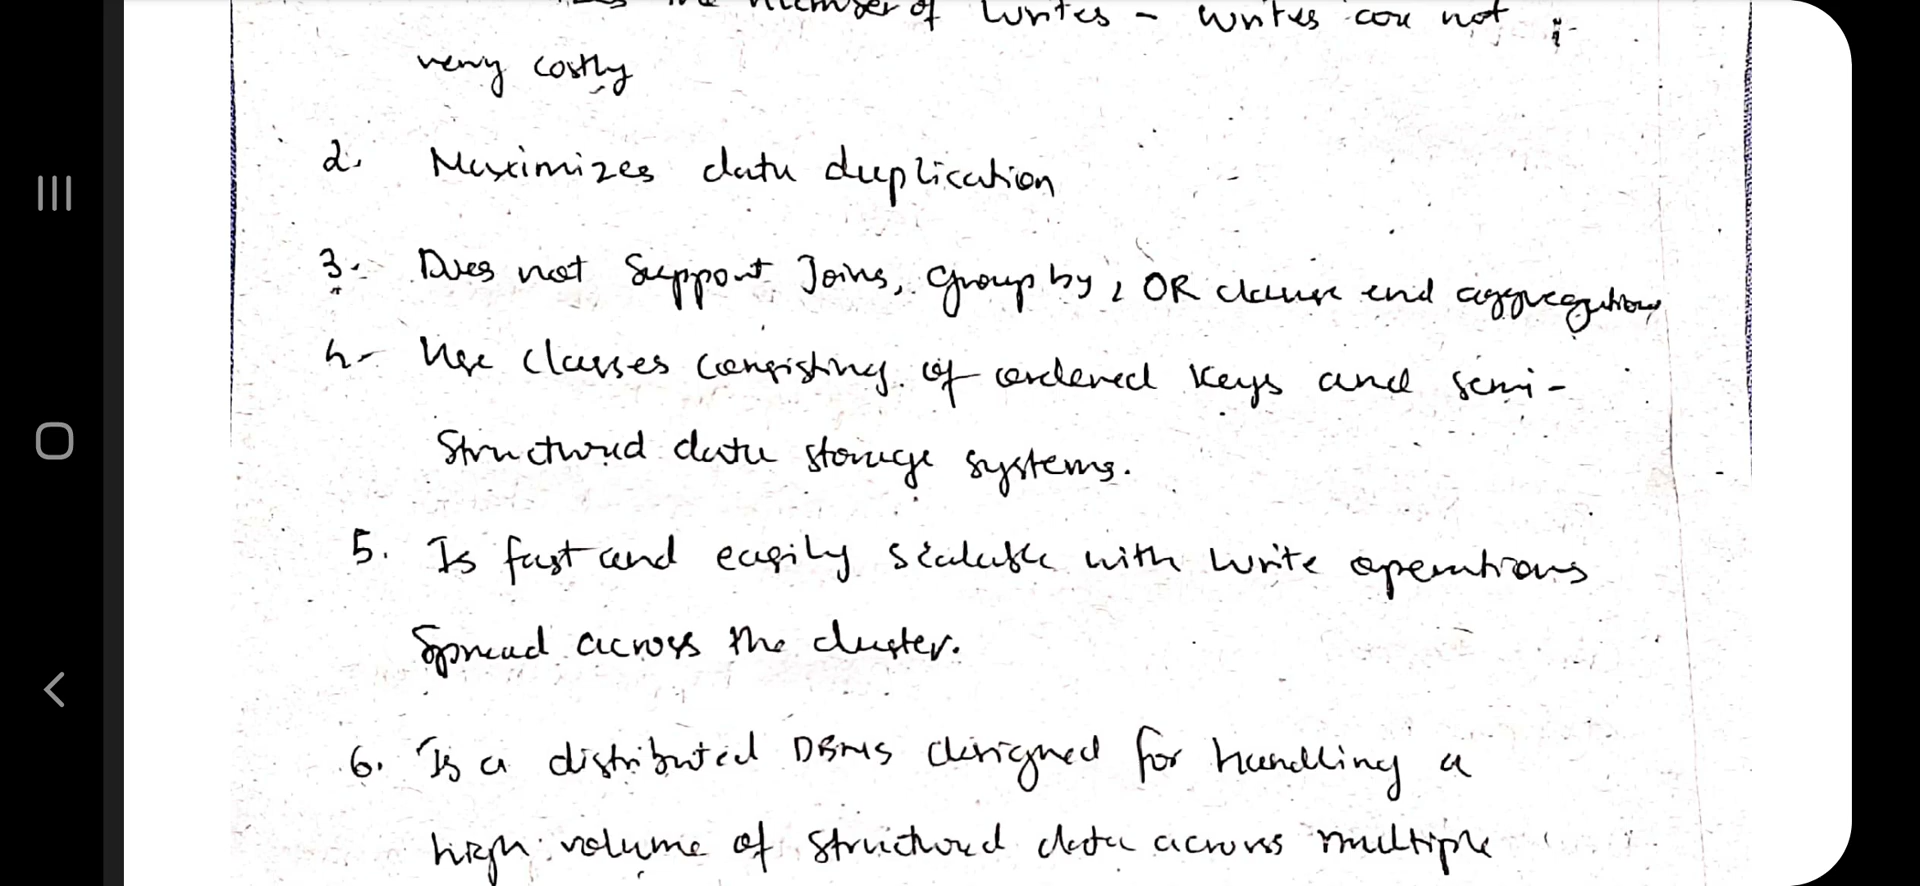 the number of writes - writes are not
very costly
2. Maximizes data duplication
3. Does not Support Joins, group by, OR clause and aggregations
4. Use classes consisting of ordered keys and semi-
Structured data storage systems.
5. Is fast and easily scalable with write operations
Spread across the cluster.
6. Is a distributed DBMS designed for handling a
high volume of structured data across multiple